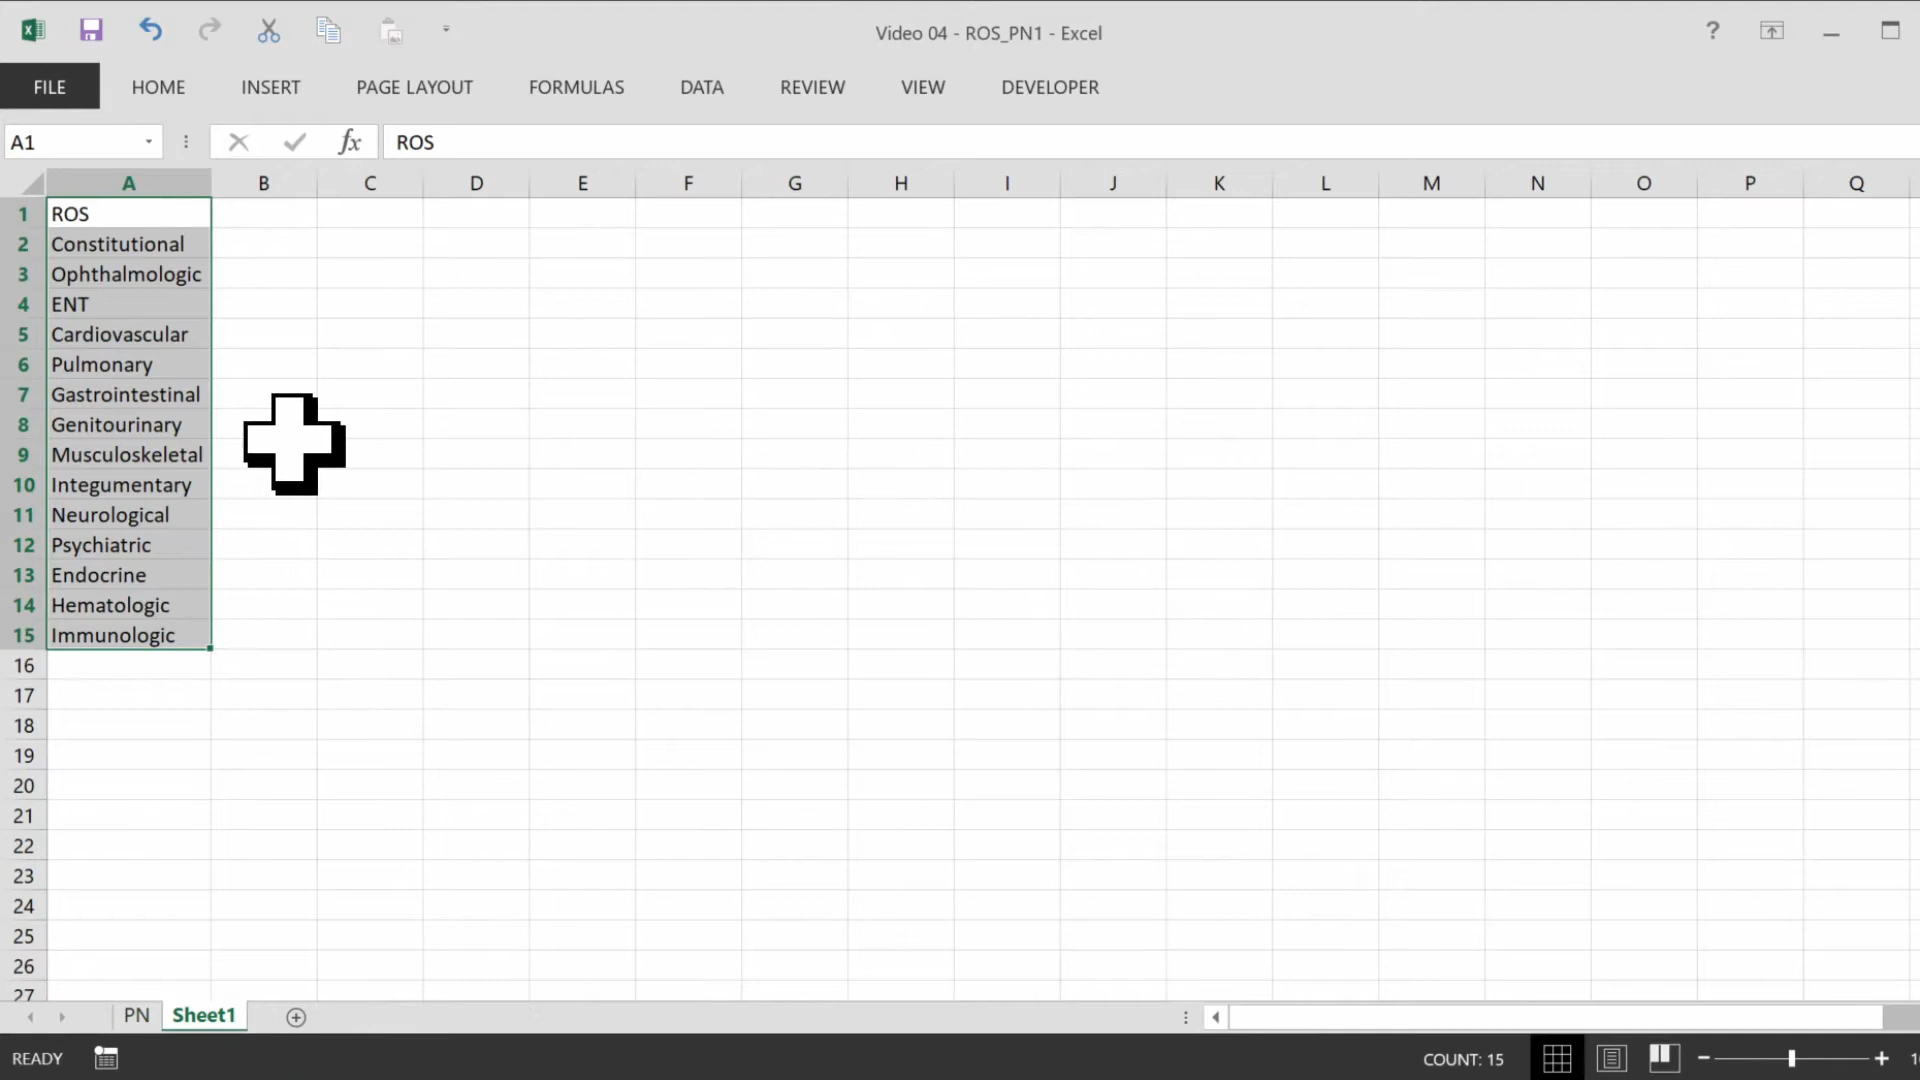 Video 04 - ROS_PN1 - Excel
?
FILE HOME INSERT PAGE LAYOUT FORMULAS DATA REVIEW VIEW DEVELOPER
A1 fx ROS
A B C D E F G H I J K L M N O P Q
1 ROS
2 Constitutional
3 Ophthalmologic
4 ENT
5 Cardiovascular
6 Pulmonary
7 Gastrointestinal
8 Genitourinary
9 Musculoskeletal
10 Integumentary
11 Neurological
12 Psychiatric
13 Endocrine
14 Hematologic
15 Immunologic
16
17
18
19
20
21
22
23
24
25
26
27
PN Sheet1
READY COUNT: 15